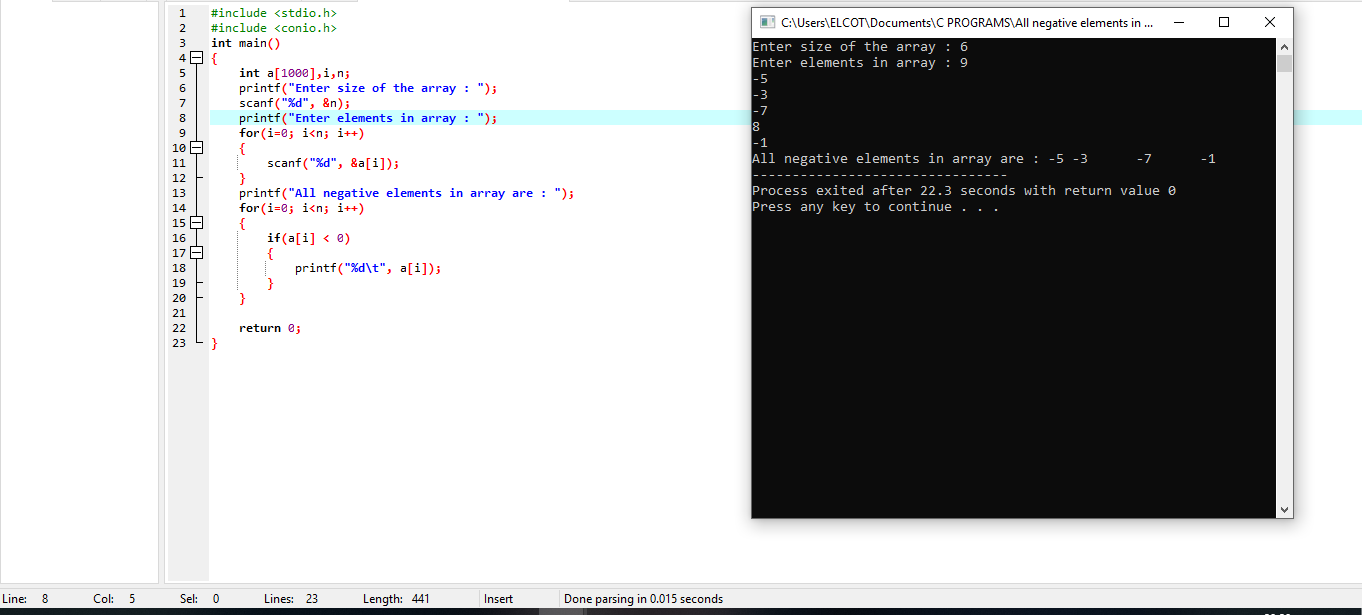 1 #include <stdio.h>
2 #include <conio.h>
3 int main()
4 {
5 int a[1000],i,n;
6 printf("Enter size of the array : ");
7 scanf("%d", &n);
8 printf("Enter elements in array : ");
9 for(i=0; i<n; i++)
10 {
11 scanf("%d", &a[i]);
12 }
13 printf("All negative elements in array are : ");
14 for(i=0; i<n; i++)
15 {
16 if(a[i] < 0)
17 {
18 printf("%d\t", a[i]);
19 }
20 }
21
22 return 0;
23 }
C:\Users\ELCOT\Documents\C PROGRAMS\All negative elements in ...
Enter size of the array : 6
Enter elements in array : 9
-5
-3
-7
8
-1
All negative elements in array are : -5 -3 -7 -1
--------------------------------
Process exited after 22.3 seconds with return value 0
Press any key to continue . . .
Line: 8 Col: 5 Sel: 0 Lines: 23 Length: 441 Insert Done parsing in 0.015 seconds